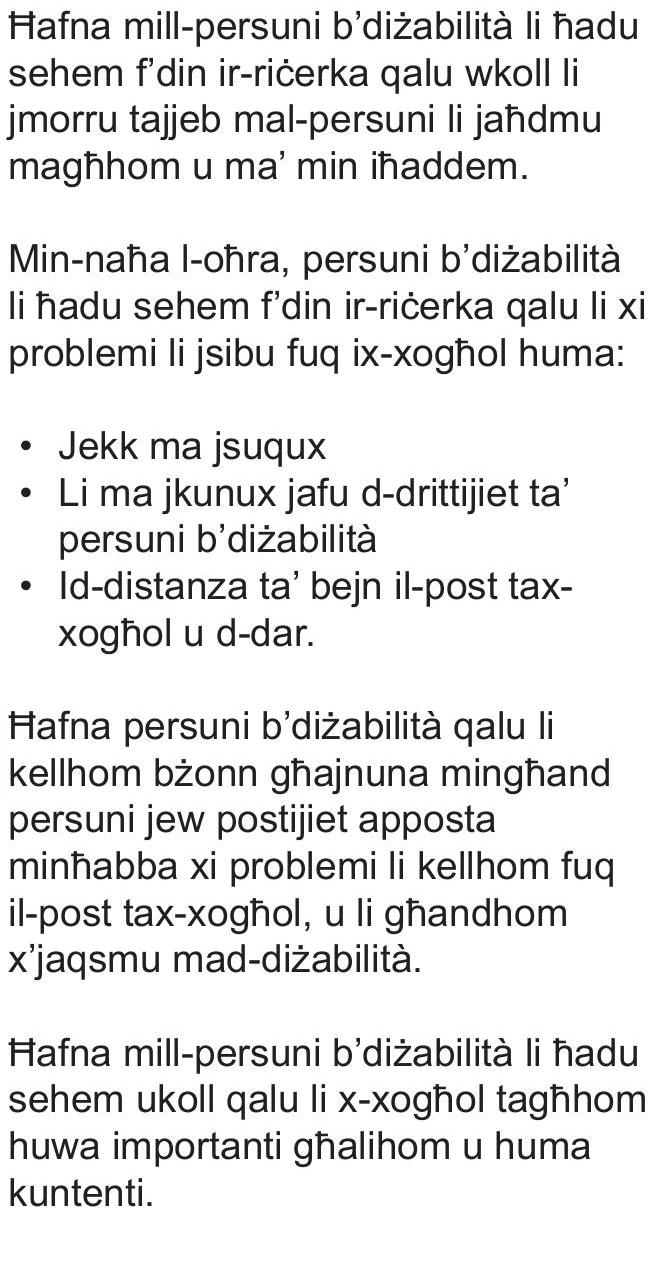 Ħafna mill-persuni b’diżabilità li ħadu
sehem f’din ir-riċerka qalu wkoll li
jmorru tajjeb mal-persuni li jaħdmu
magħhom u ma’ min iħaddem.
Min-naħa l-oħra, persuni b’diżabilità
li ħadu sehem f’din ir-riċerka qalu li xi
problemi li jsibu fuq ix-xogħol huma:
• Jekk ma jsuqux
• Li ma jkunux jafu d-drittijiet ta’
persuni b’diżabilità
• Id-distanza ta’ bejn il-post tax-
xogħol u d-dar.
Ħafna persuni b’diżabilità qalu li
kellhom bżonn għajnuna mingħand
persuni jew postijiet apposta
minħabba xi problemi li kellhom fuq
il-post tax-xogħol, u li għandhom
x’jaqsmu mad-diżabilità.
Ħafna mill-persuni b’diżabilità li ħadu
sehem ukoll qalu li x-xogħol tagħhom
huwa importanti għalihom u huma
kuntenti.